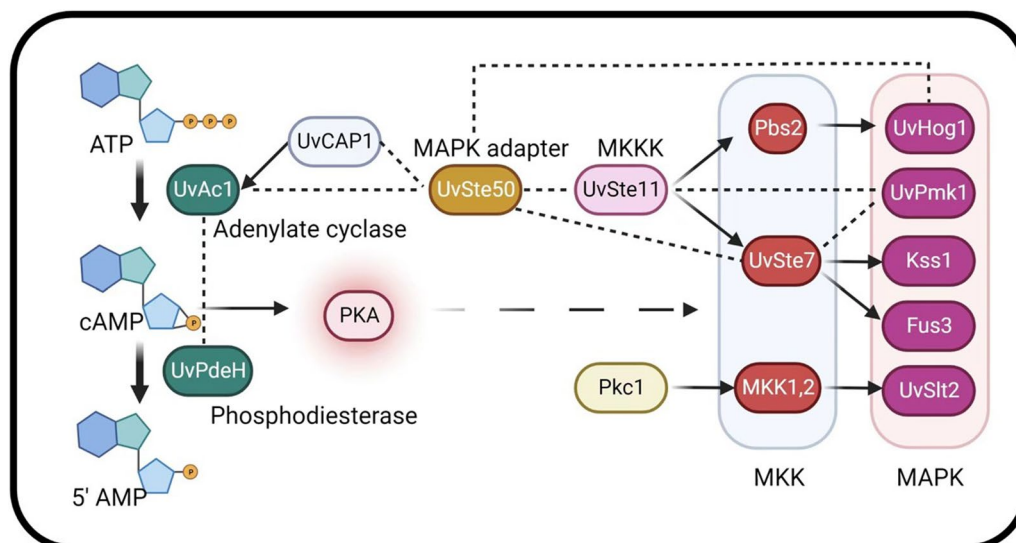 P P P
ATP
UvCAP1
MAPK adapter
MKKK
Pbs2
UvHog1
UvAc1
UvSte50
UvSte11
UvPmk1
Adenylate cyclase
UvSte7
Kss1
cAMP
P
PKA
Fus3
UvPdeH
Pkc1
MKK1,2
UvSlt2
Phosphodiesterase
P
5' AMP
MKK
MAPK